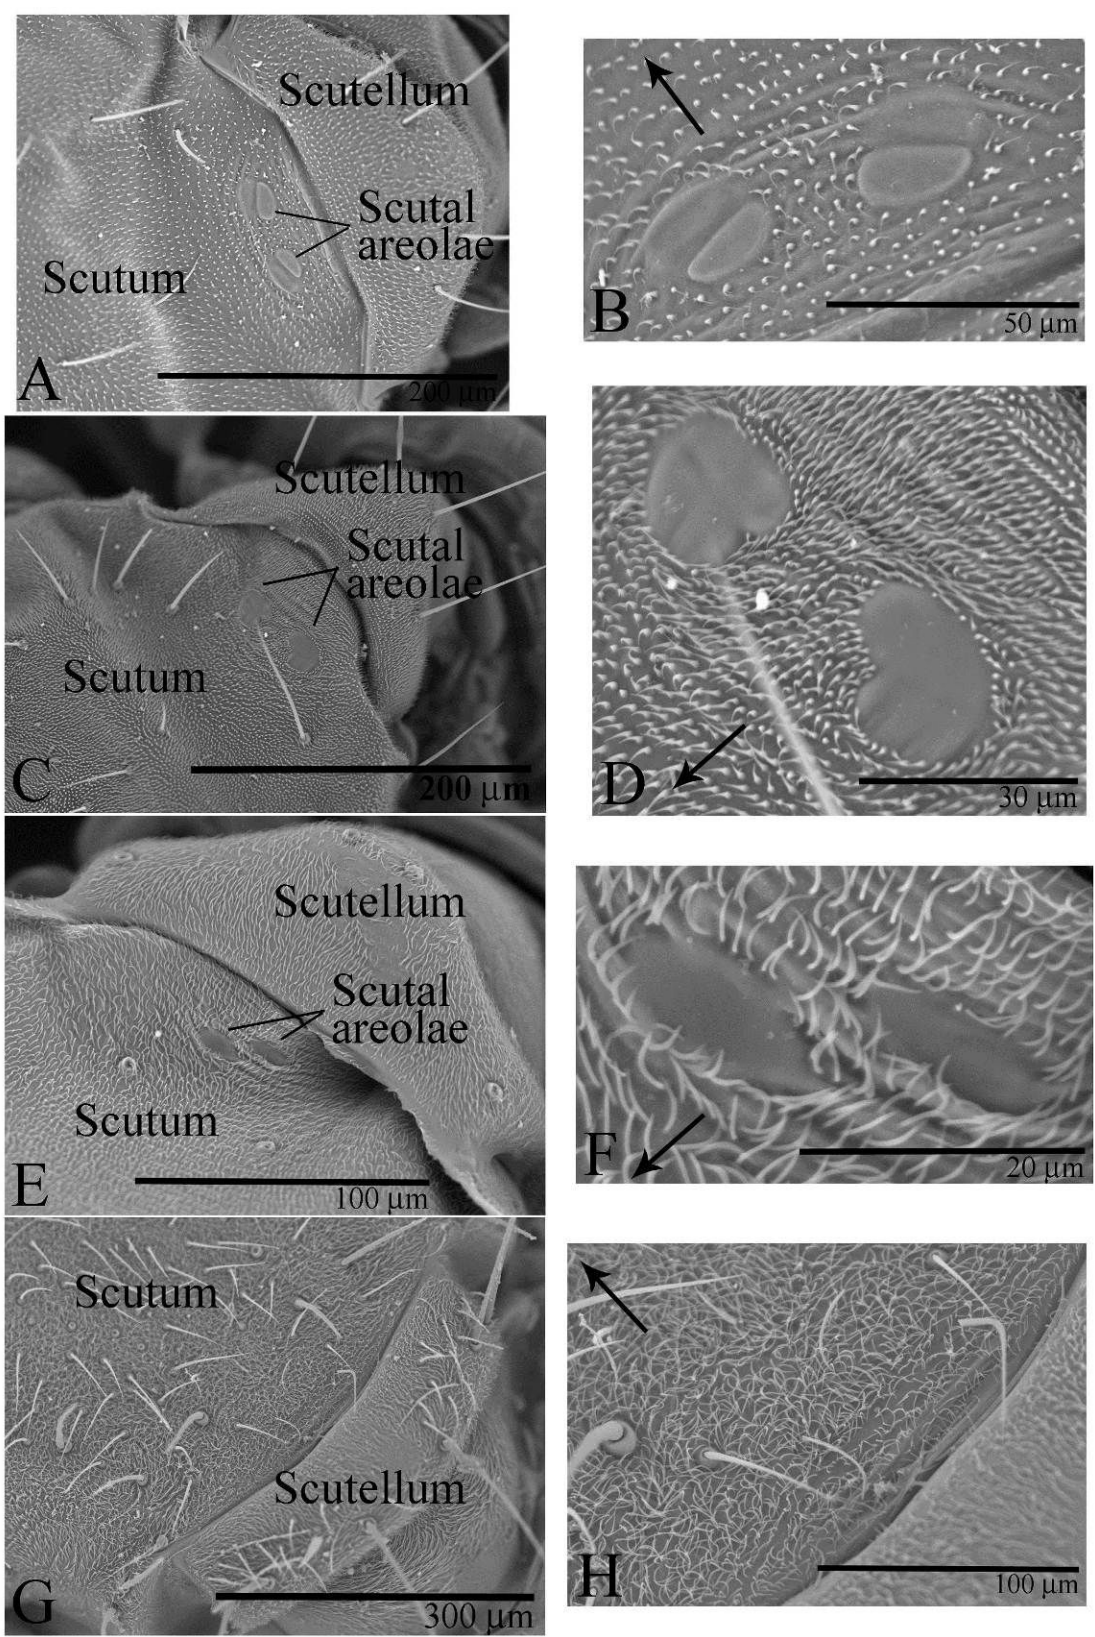 Scutellum
Scutal
areolae
Scutum
A
200 µm
B
50 µm
Scutellum
Scutal
areolae
Scutum
C
200 µm
D
30 µm
Scutellum
Scutal
areolae
Scutum
E
100 µm
F
20 µm
Scutum
Scutellum
G
300 µm
H
100 µm